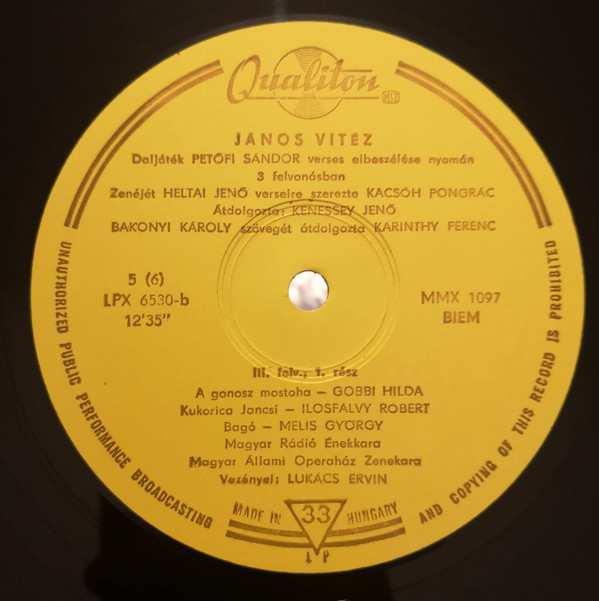 Qualiton
JÁNOS VITÉZ
Daljáték PETŐFI SÁNDOR verses elbeszélése nyomán
3 felvonásban
Zenéjét HELTAI JENŐ verseire szerezte KACSÓH PONGRÁC
Átdolgozta: KENESSEY JENŐ
BAKONYI KÁROLY szövegét átdolgozta KARINTHY FERENC
5 (6)
LPX 6530-b
12'35"
MMX 1097
BIEM
III. felv., 1. rész
A gonosz mostoha – GOBBI HILDA
Kukorica Jancsi – ILOSFALVY RÓBERT
Bagó – MELIS GYÖRGY
Magyar Rádió Énekkara
Magyar Állami Operaház Zenekara
Vezényel: LUKÁCS ERVIN
UNAUTHORIZED PUBLIC PERFORMANCE BROADCASTING AND COPYING OF THIS RECORD IS PROHIBITED
MADE IN 33 HUNGARY
LP